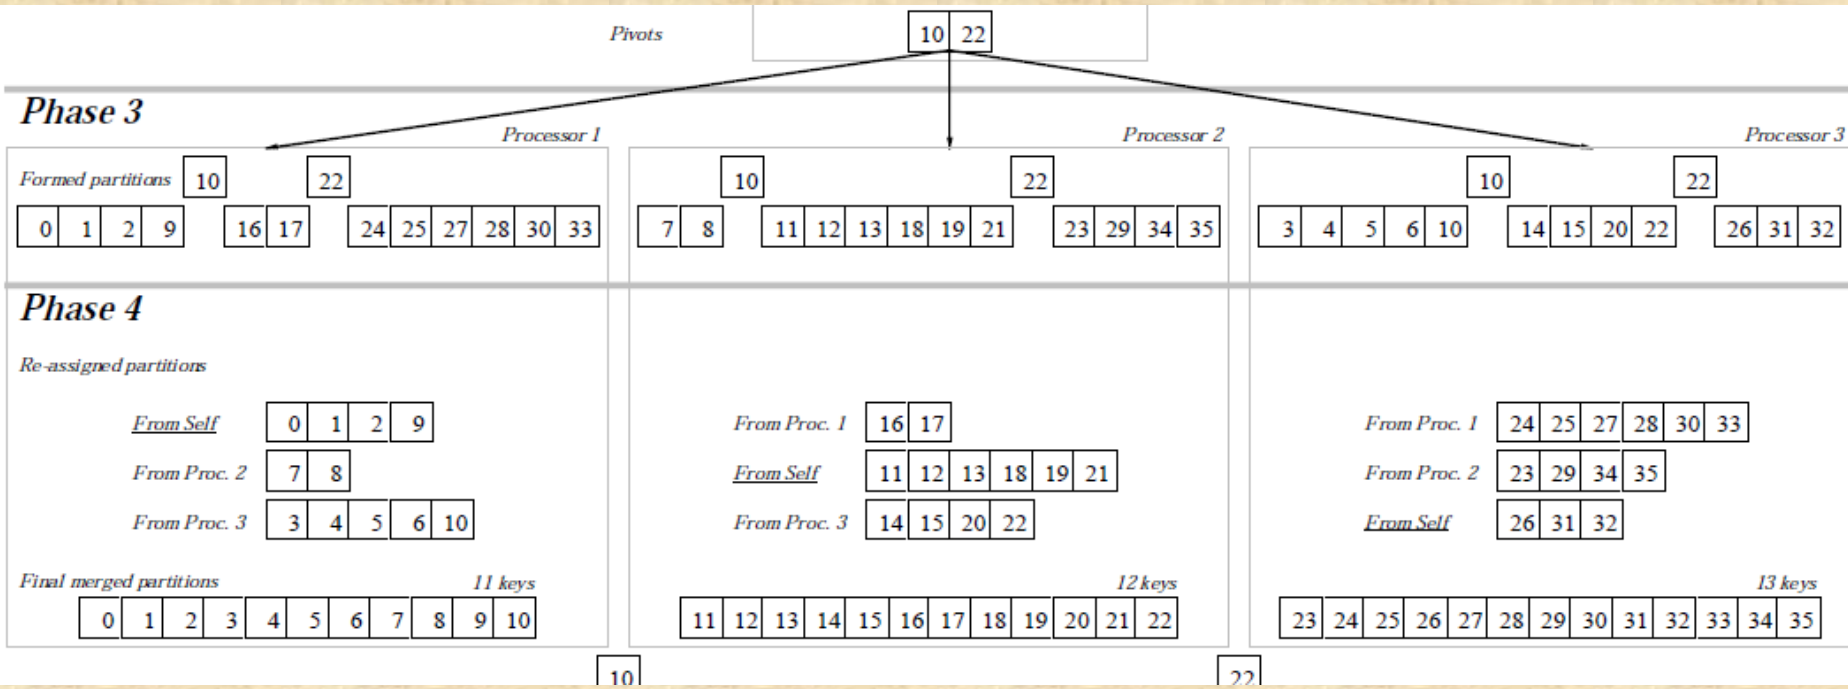 Pivots 10 22
Phase 3
Processor 1 Processor 2 Processor 3
Formed partitions 10 22 10 22 10 22
0 1 2 9 16 17 24 25 27 28 30 33 7 8 11 12 13 18 19 21 23 29 34 35 3 4 5 6 10 14 15 20 22 26 31 32
Phase 4
Re-assigned partitions
From Self 0 1 2 9 From Proc. 1 16 17 From Proc. 1 24 25 27 28 30 33
From Proc. 2 7 8 From Self 11 12 13 18 19 21 From Proc. 2 23 29 34 35
From Proc. 3 3 4 5 6 10 From Proc. 3 14 15 20 22 From Self 26 31 32
Final merged partitions 11 keys 12 keys 13 keys
0 1 2 3 4 5 6 7 8 9 10 11 12 13 14 15 16 17 18 19 20 21 22 23 24 25 26 27 28 29 30 31 32 33 34 35
10 22